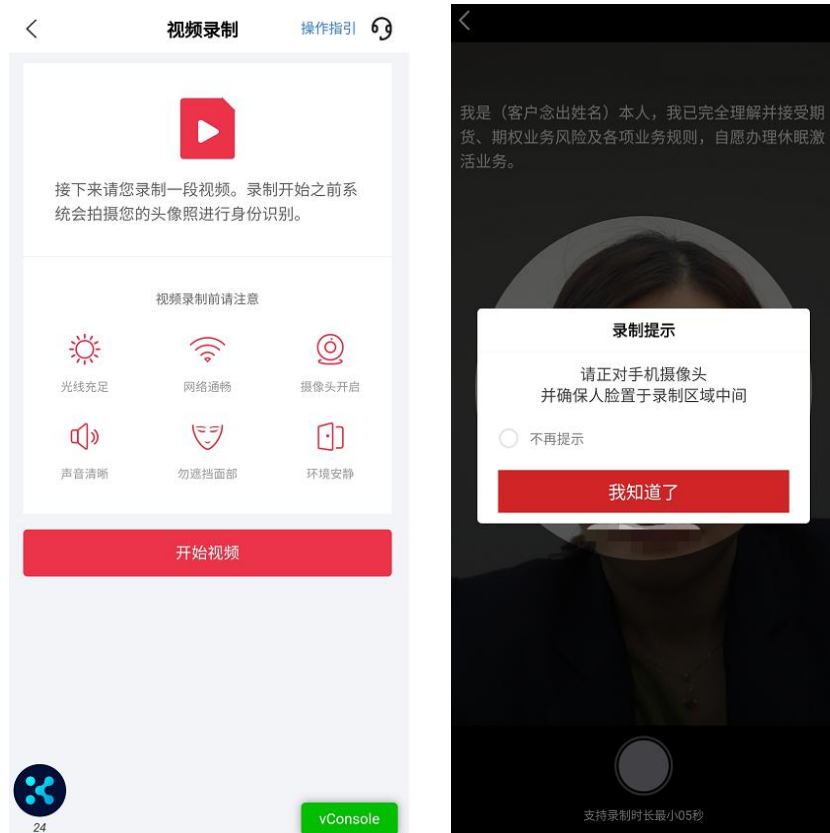 视频录制
操作指引
接下来请您录制一段视频。录制开始之前系
统会拍摄您的头像照进行身份识别。
视频录制前请注意
光线充足
网络通畅
摄像头开启
声音清晰
勿遮挡面部
环境安静
开始视频
24
vConsole
我是（客户念出姓名）本人，我已完全理解并接受期
货、期权业务风险及各项业务规则，自愿办理休眠激
活业务。
录制提示
请正对手机摄像头
并确保人脸置于录制区域中间
不再提示
我知道了
支持录制时长最小05秒